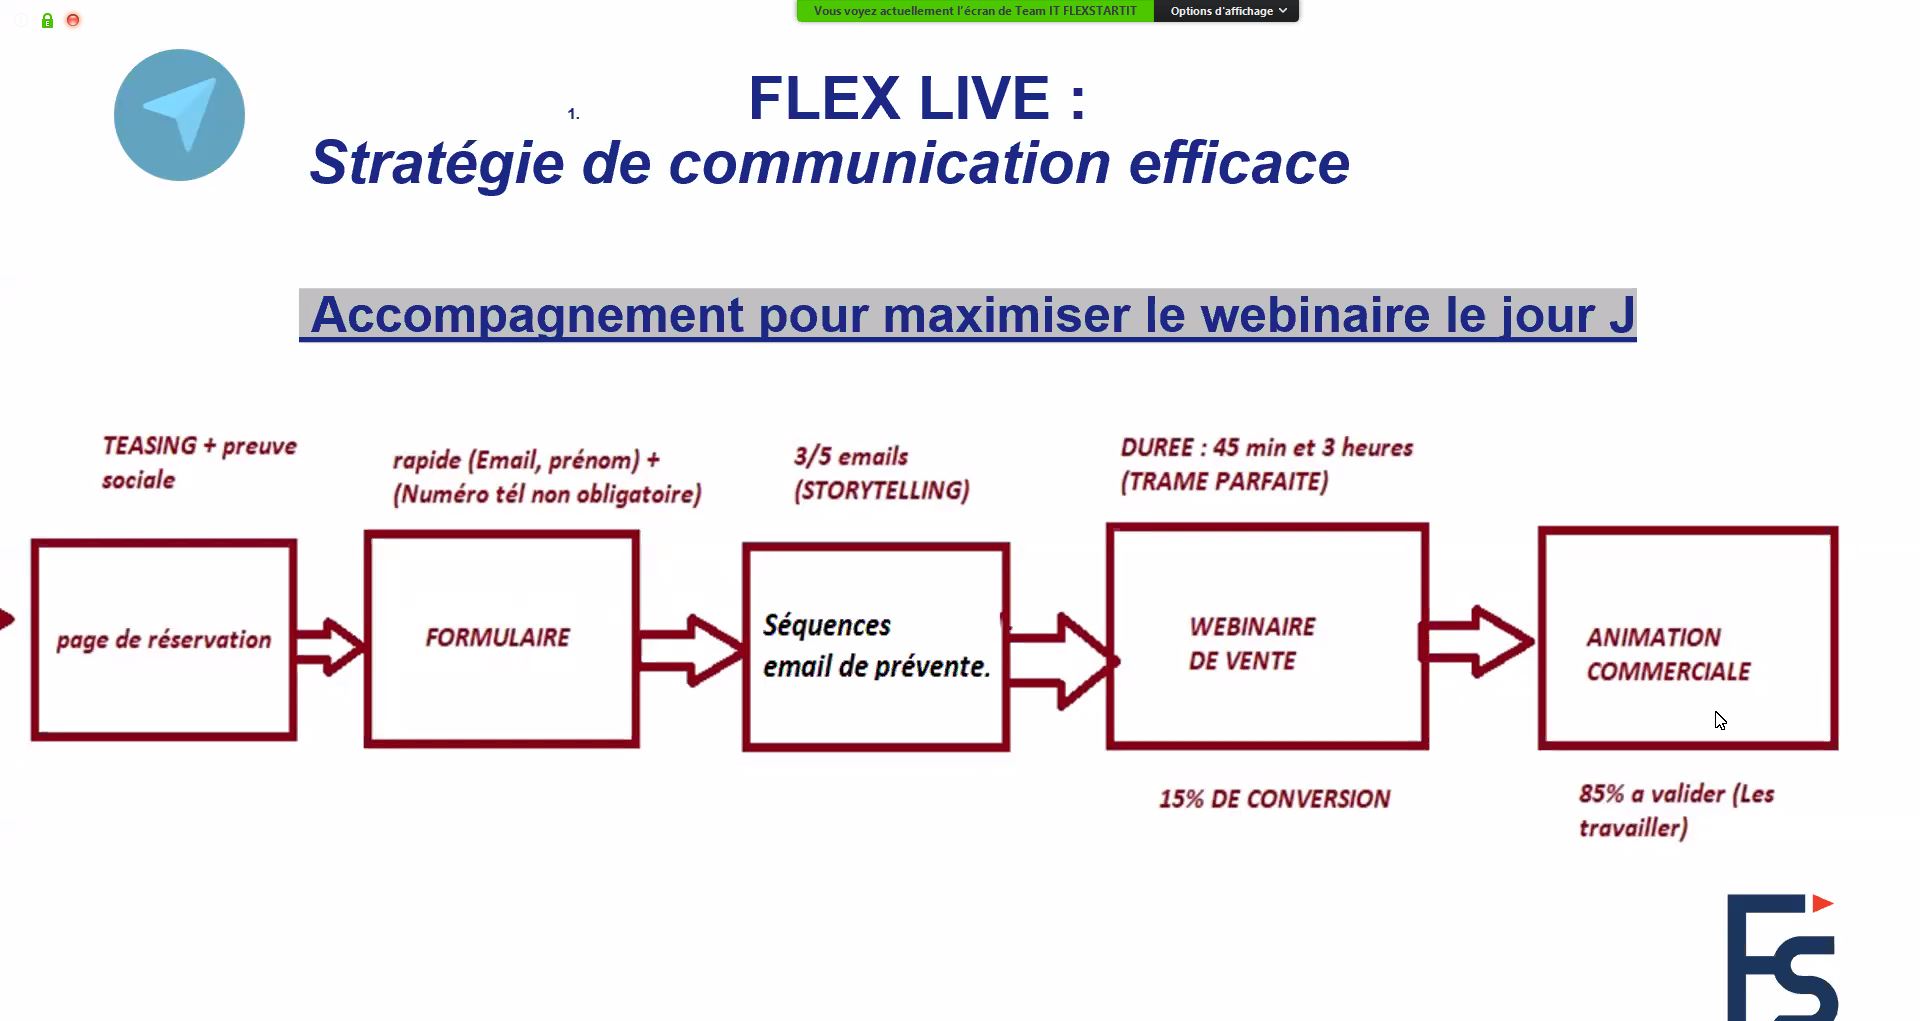 Vous voyez actuellement l'écran de Team IT FLEXSTARTIT
Options d'affichage
1.
FLEX LIVE :
Stratégie de communication efficace
Accompagnement pour maximiser le webinaire le jour J
TEASING + preuve
sociale
rapide (Email, prénom) +
(Numéro tél non obligatoire)
3/5 emails
(STORYTELLING)
DUREE : 45 min et 3 heures
(TRAME PARFAITE)
page de réservation
FORMULAIRE
Séquences
email de prévente.
WEBINAIRE
DE VENTE
ANIMATION
COMMERCIALE
15% DE CONVERSION
85% a valider (Les
travailler)
FS